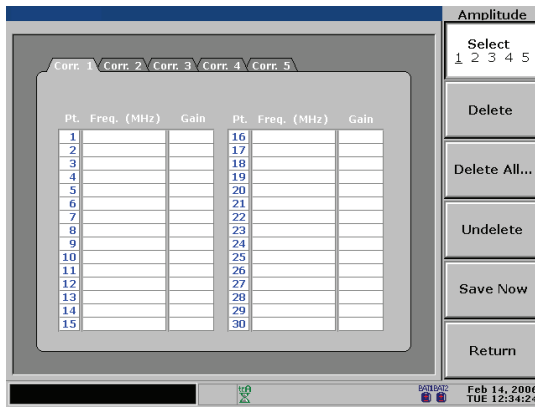 Amplitude
Select
1 2 3 4 5
Delete
Delete All...
Undelete
Save Now
Return
Corr. 1 Corr. 2 Corr. 3 Corr. 4 Corr. 5
Pt. Freq. (MHz) Gain Pt. Freq. (MHz) Gain
1 16
2 17
3 18
4 19
5 20
6 21
7 22
8 23
9 24
10 25
11 26
12 27
13 28
14 29
15 30
trA
BAT1 BAT2
Feb 14, 2006
TUE 12:34:24